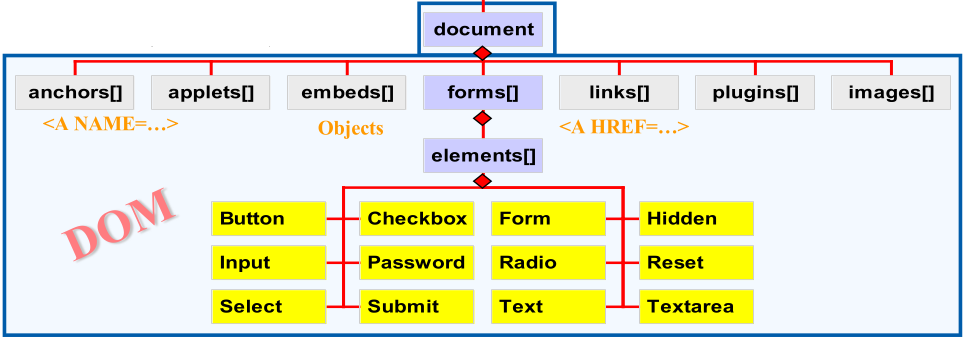 document
anchors[] applets[] embeds[] forms[] links[] plugins[] images[]
<A NAME=...> Objects <A HREF=...>
elements[]
DOM
Button Checkbox Form Hidden
Input Password Radio Reset
Select Submit Text Textarea